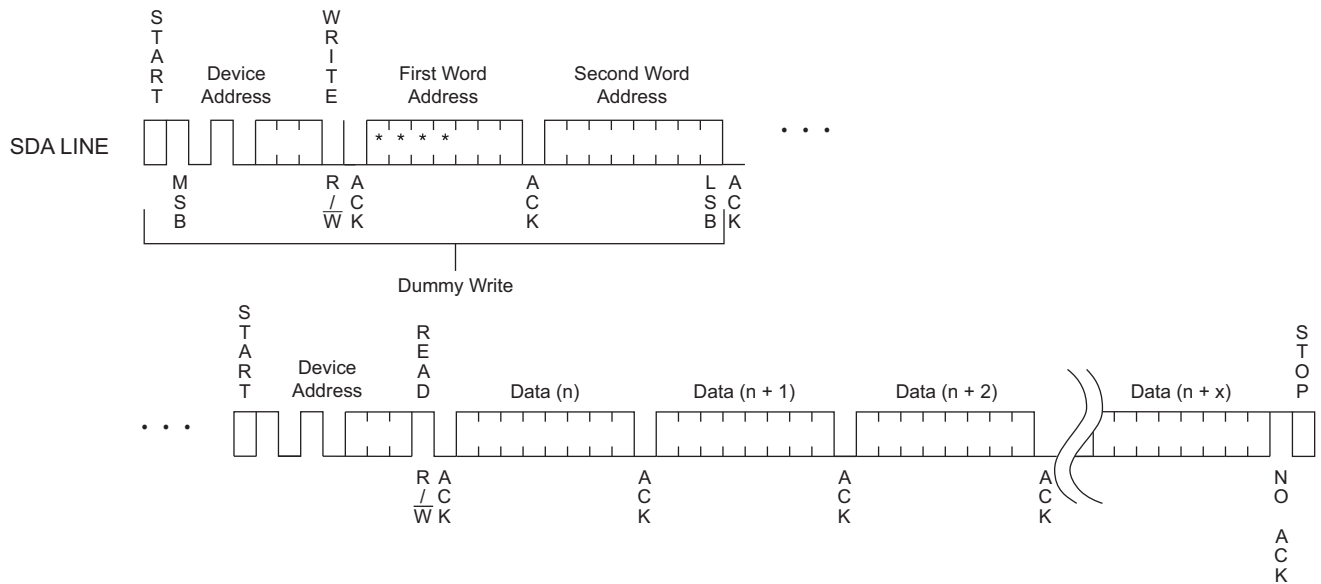 START
WRITE
Device
Address
First Word
Address
Second Word
Address
SDA LINE
* * * *
• • •
MSB
R/W
ACK
ACK
LSB
ACK
Dummy Write
START
READ
STOP
Device
Address
Data (n)
Data (n + 1)
Data (n + 2)
Data (n + x)
• • •
R/W
ACK
ACK
ACK
ACK
NO ACK